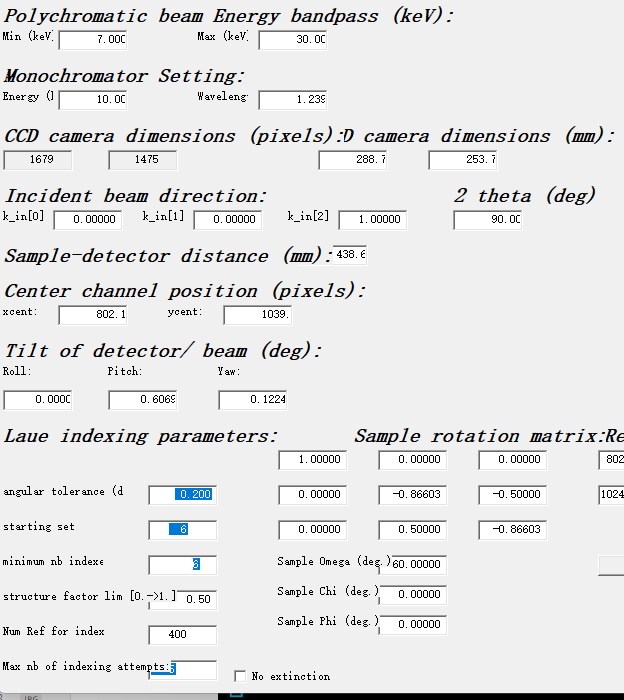 Polychromatic beam Energy bandpass (keV):
Min (keV) 7.000 Max (keV) 30.00
Monochromator Setting:
Energy ( 10.00 Waveleng 1.239
CCD camera dimensions (pixels): D camera dimensions (mm):
1679 1475 288.7 253.7
Incident beam direction: 2 theta (deg)
k_in[0] 0.00000 k_in[1] 0.00000 k_in[2] 1.00000 90.00
Sample-detector distance (mm): 438.6
Center channel position (pixels):
xcent: 802.1 ycent: 1039.
Tilt of detector/ beam (deg):
Roll: Pitch: Yaw:
0.0000 0.6069 0.1224
Laue indexing parameters: Sample rotation matrix: Re
1.00000 0.00000 0.00000 802
angular tolerance (d 0.200 0.00000 -0.86603 -0.50000 1024
starting set 6 0.00000 0.50000 -0.86603
minimum nb indexe 6 Sample Omega (deg.) 60.00000
structure factor lim [0.->1.] 0.50 Sample Chi (deg.) 0.00000
Num Ref for index 400 Sample Phi (deg.) 0.00000
Max nb of indexing attempts: 6
No extinction
JPG